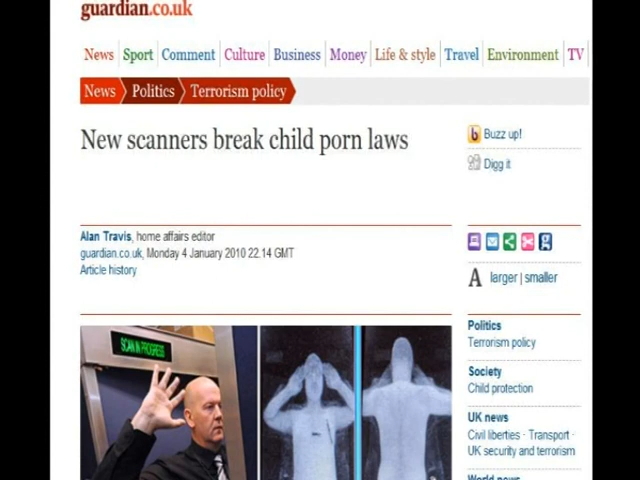 guardian.co.uk
News Sport Comment Culture Business Money Life & style Travel Environment TV
News Politics Terrorism policy
New scanners break child porn laws
Buzz up!
Digg it
Alan Travis, home affairs editor
guardian.co.uk, Monday 4 January 2010 22.14 GMT
Article history
A larger | smaller
SCAN IN PROGRESS
Politics
Terrorism policy
Society
Child protection
UK news
Civil liberties · Transport ·
UK security and terrorism
World news